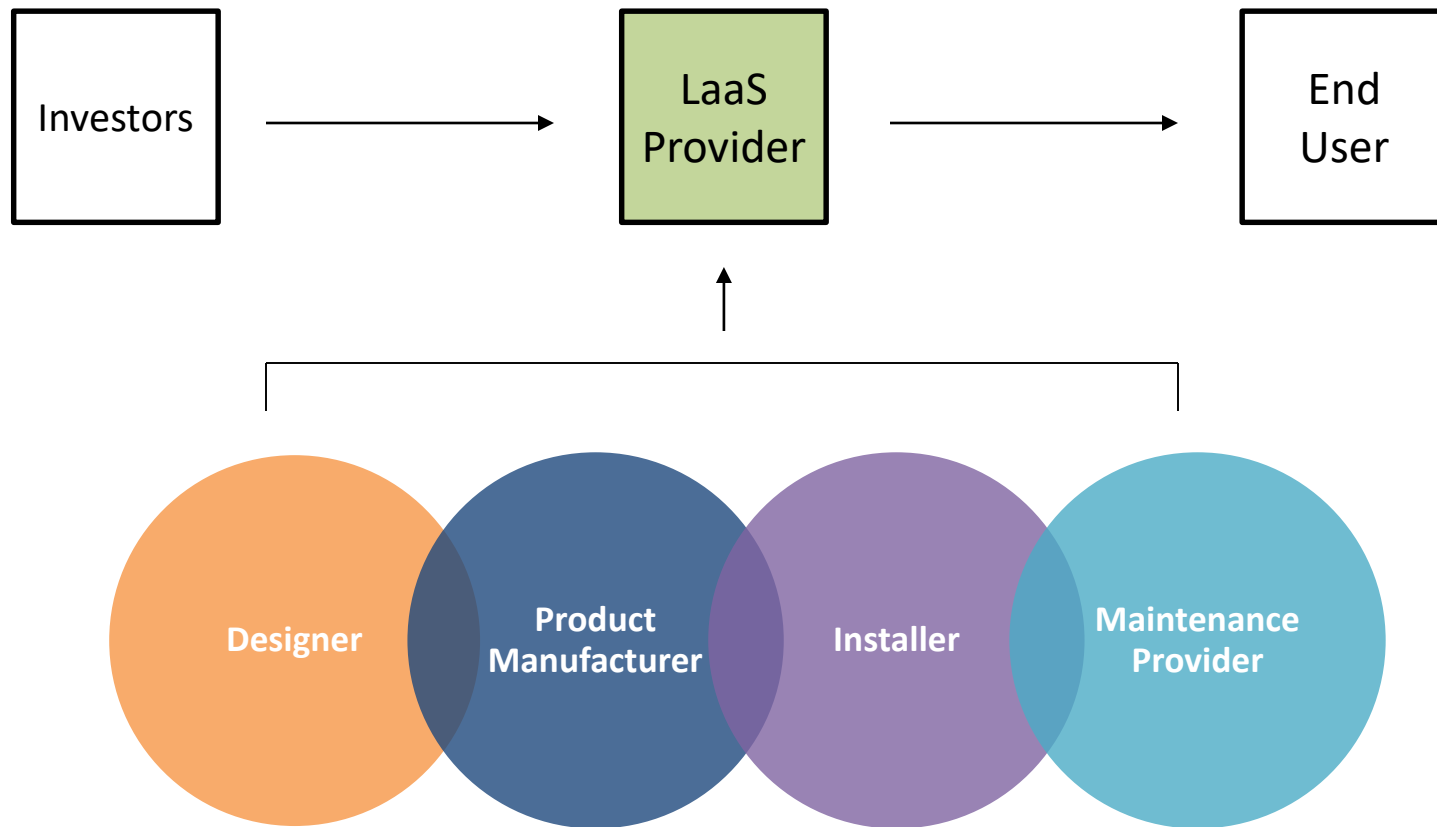 Investors
LaaS
Provider
End
User
Designer
Product
Manufacturer
Installer
Maintenance
Provider